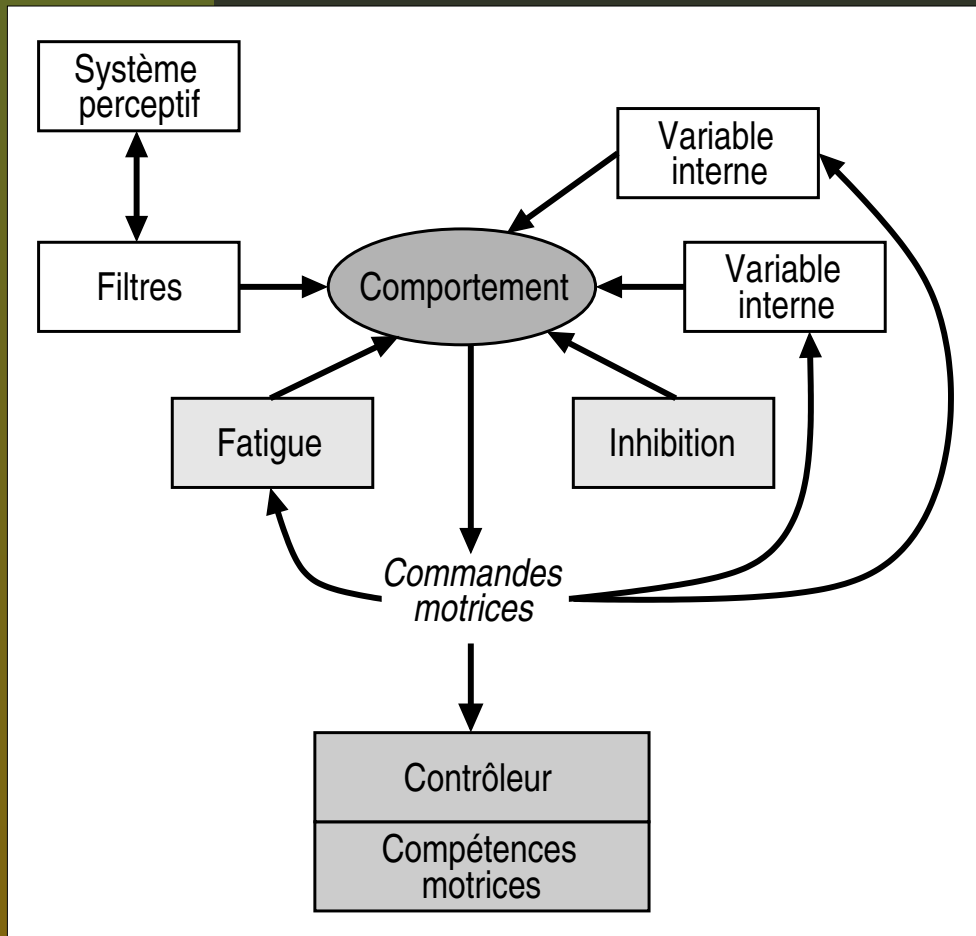 Système
perceptif
Variable
interne
Filtres
Comportement
Variable
interne
Fatigue
Inhibition
Commandes
motrices
Contrôleur
Compétences
motrices